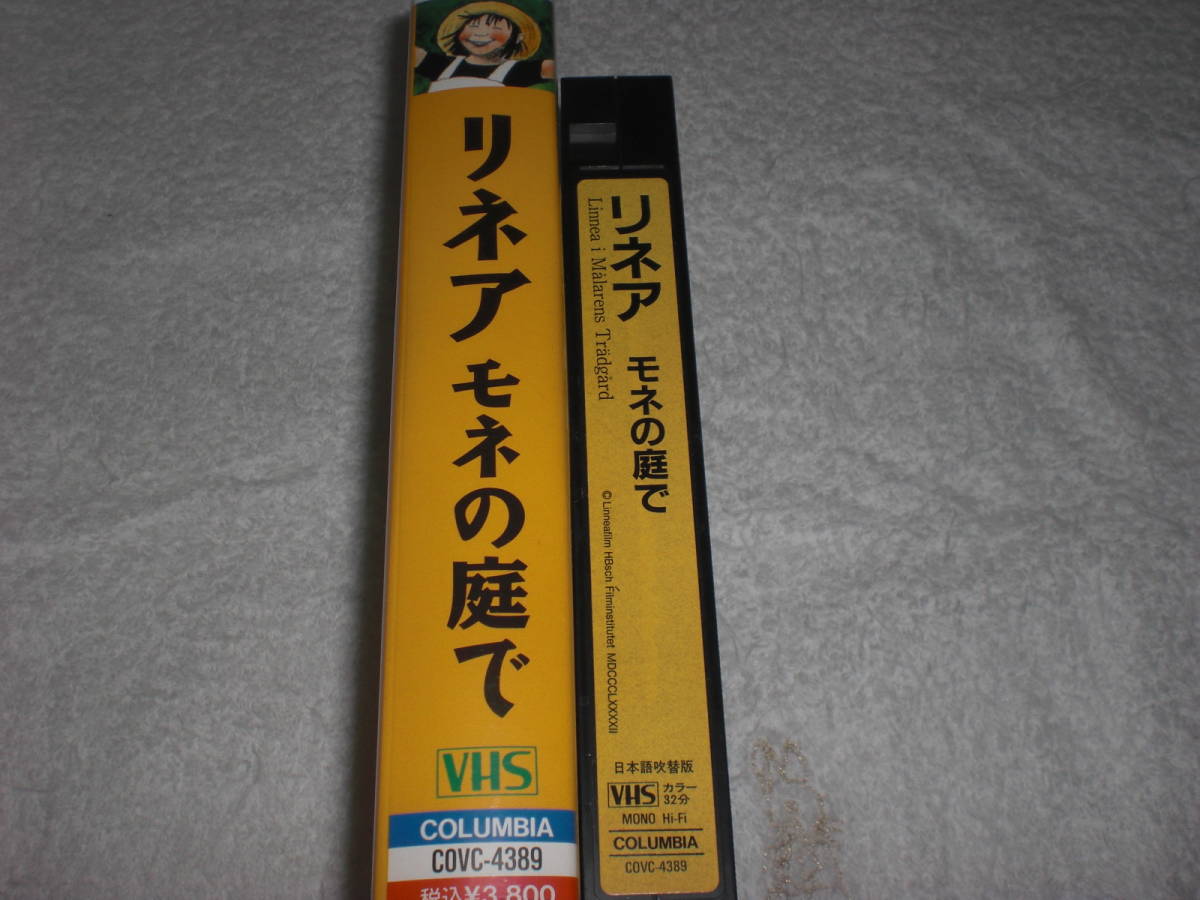 リネア モネの庭で
VHS
COLUMBIA
COVC-4389
税込¥3,800
リネア モネの庭で
Linnea i Målarens Trädgård
© Linneafilm HBsch Filminstitutet MDCCCLXXXXII
日本語吹替版
VHS カラー 32分
MONO Hi-Fi
COLUMBIA
COVC-4389